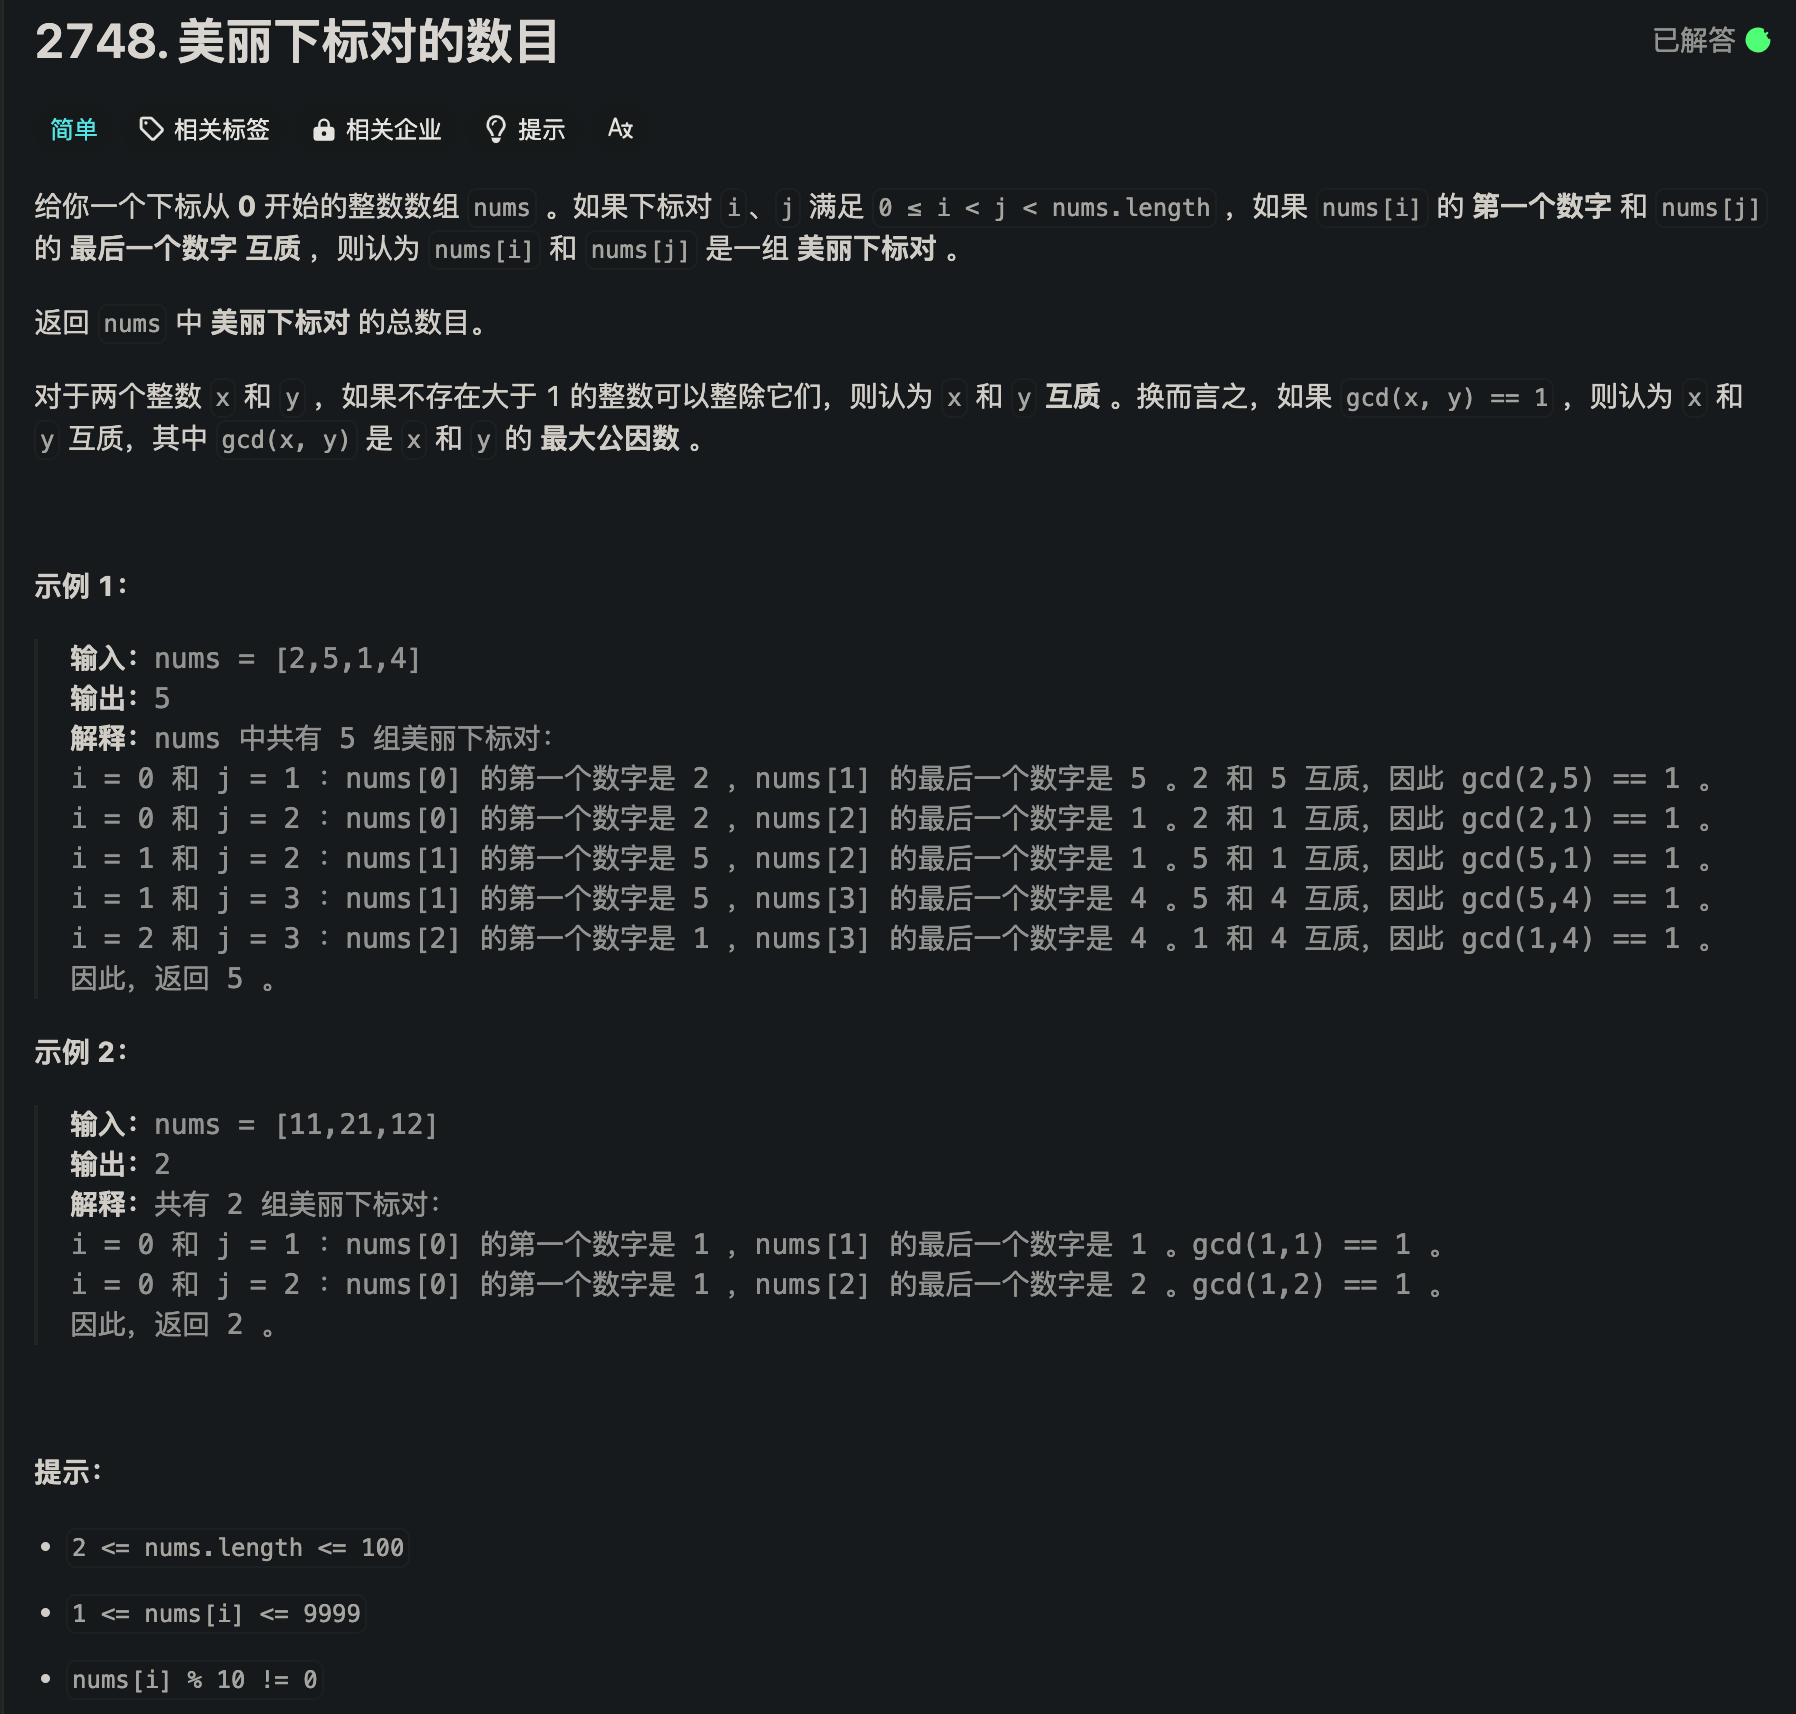 2748. 美丽下标对的数目
已解答
简单 相关标签 相关企业 提示 Ax
给你一个下标从 0 开始的整数数组 nums 。如果下标对 i、j 满足 0 ≤ i < j < nums.length ，如果 nums[i] 的 第一个数字 和 nums[j]
的 最后一个数字 互质 ，则认为 nums[i] 和 nums[j] 是一组 美丽下标对 。
返回 nums 中 美丽下标对 的总数目。
对于两个整数 x 和 y ，如果不存在大于 1 的整数可以整除它们，则认为 x 和 y 互质 。换而言之，如果 gcd(x, y) == 1 ，则认为 x 和
y 互质，其中 gcd(x, y) 是 x 和 y 的 最大公因数 。
示例 1：
输入：nums = [2,5,1,4]
输出：5
解释：nums 中共有 5 组美丽下标对：
i = 0 和 j = 1 ：nums[0] 的第一个数字是 2 ，nums[1] 的最后一个数字是 5 。2 和 5 互质，因此 gcd(2,5) == 1 。
i = 0 和 j = 2 ：nums[0] 的第一个数字是 2 ，nums[2] 的最后一个数字是 1 。2 和 1 互质，因此 gcd(2,1) == 1 。
i = 1 和 j = 2 ：nums[1] 的第一个数字是 5 ，nums[2] 的最后一个数字是 1 。5 和 1 互质，因此 gcd(5,1) == 1 。
i = 1 和 j = 3 ：nums[1] 的第一个数字是 5 ，nums[3] 的最后一个数字是 4 。5 和 4 互质，因此 gcd(5,4) == 1 。
i = 2 和 j = 3 ：nums[2] 的第一个数字是 1 ，nums[3] 的最后一个数字是 4 。1 和 4 互质，因此 gcd(1,4) == 1 。
因此，返回 5 。
示例 2：
输入：nums = [11,21,12]
输出：2
解释：共有 2 组美丽下标对：
i = 0 和 j = 1 ：nums[0] 的第一个数字是 1 ，nums[1] 的最后一个数字是 1 。gcd(1,1) == 1 。
i = 0 和 j = 2 ：nums[0] 的第一个数字是 1 ，nums[2] 的最后一个数字是 2 。gcd(1,2) == 1 。
因此，返回 2 。
提示：
• 2 <= nums.length <= 100
• 1 <= nums[i] <= 9999
• nums[i] % 10 != 0